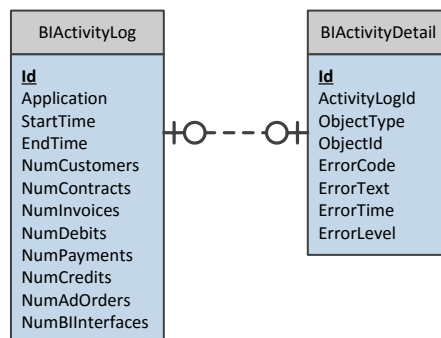 BIActivityLog
Id
Application
StartTime
EndTime
NumCustomers
NumContracts
NumInvoices
NumDebits
NumPayments
NumCredits
NumAdOrders
NumBIInterfaces
BIActivityDetail
Id
ActivityLogId
ObjectType
ObjectId
ErrorCode
ErrorText
ErrorTime
ErrorLevel